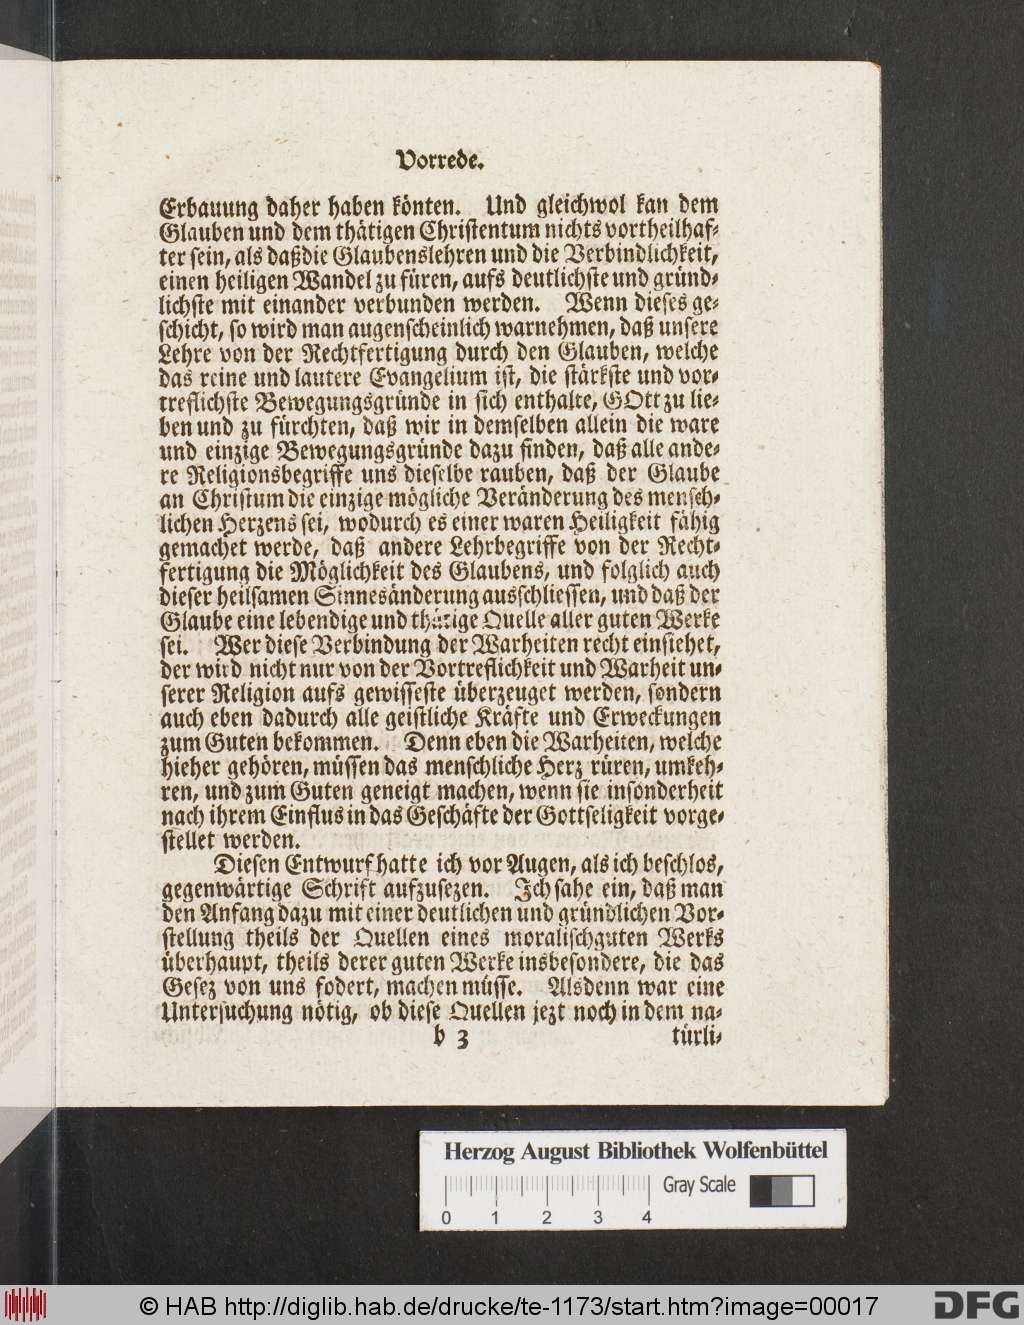 Vorrede.
Erbauung daher haben könten. Und gleichwol kan dem
Glauben und dem thätigen Christentum nichts vortheilhaf-
ter sein, als daßdie Glaubenslehren und die Verbindlichkeit,
einen heiligen Wandel zu füren, aufs deutlichste und gründ-
lichste mit einander verbunden werden. Wenn dieses ge-
schicht, so wird man augenscheinlich warnehmen, daß unsere
Lehre von der Rechtfertigung durch den Glauben, welche
das reine und lautere Evangelium ist, die stärkste und vor-
treflichste Bewegungsgründe in sich enthalte, GOtt zu lie-
ben und zu fürchten, daß wir in demselben allein die ware
und einzige Bewegungsgründe dazu finden, daß alle ande-
re Religionsbegriffe uns dieselbe rauben, daß der Glaube
an Christum die einzige mögliche Veränderung des mensch-
lichen Herzens sei, wodurch es einer waren Heiligkeit fähig
gemachet werde, daß andere Lehrbegriffe von der Recht-
fertigung die Möglichkeit des Glaubens, und folglich auch
dieser heilsamen Sinnesänderung ausschliessen, und daß der
Glaube eine lebendige und thätige Quelle aller guten Werke
sei. Wer diese Verbindung der Warheiten recht einsiehet,
der wird nicht nur von der Vortreflichkeit und Warheit un-
serer Religion aufs gewisseste überzeuget werden, sondern
auch eben dadurch alle geistliche Kräfte und Erweckungen
zum Guten bekommen. Denn eben die Warheiten, welche
hieher gehören, müssen das menschliche Herz rüren, umkeh-
ren, und zum Guten geneigt machen, wenn sie insonderheit
nach ihrem Einflus in das Geschäfte der Gottseligkeit vorge-
stellet werden.
Diesen Entwurf hatte ich vor Augen, als ich beschlos,
gegenwärtige Schrift aufzusezen. Ich sahe ein, daß man
den Anfang dazu mit einer deutlichen und gründlichen Vor-
stellung theils der Quellen eines moralischguten Werks
überhaupt, theils derer guten Werke insbesondere, die das
Gesez von uns fodert, machen müsse. Alsdenn war eine
Untersuchung nötig, ob diese Quellen jezt noch in dem na-
b 3 türli-
Herzog August Bibliothek Wolfenbüttel
Gray Scale
0 1 2 3 4
© HAB http://diglib.hab.de/drucke/te-1173/start.htm?image=00017
DFG